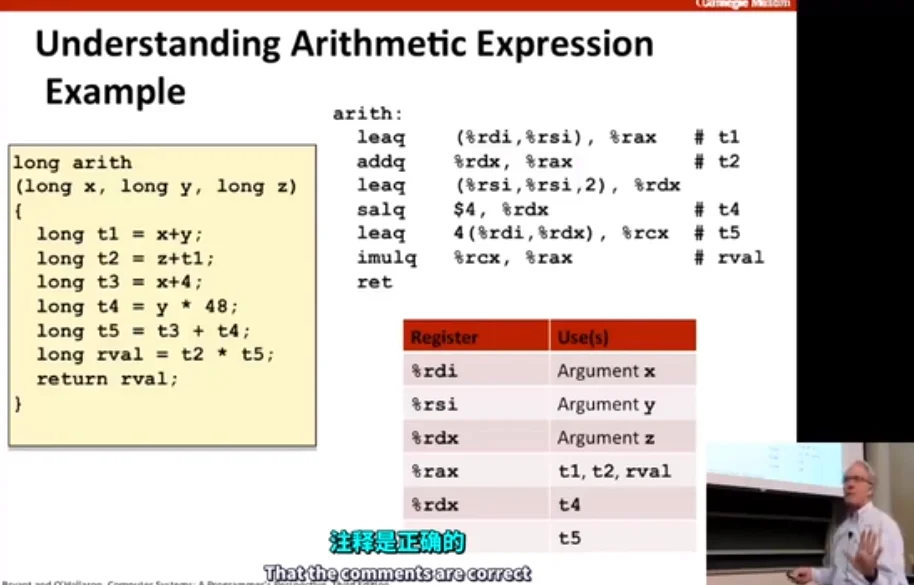 Carnegie Mellon
Understanding Arithmetic Expression
Example
long arith
(long x, long y, long z)
{
long t1 = x+y;
long t2 = z+t1;
long t3 = x+4;
long t4 = y * 48;
long t5 = t3 + t4;
long rval = t2 * t5;
return rval;
}
arith:
leaq (%rdi,%rsi), %rax # t1
addq %rdx, %rax # t2
leaq (%rsi,%rsi,2), %rdx
salq $4, %rdx # t4
leaq 4(%rdi,%rdx), %rcx # t5
imulq %rcx, %rax # rval
ret
Register Use(s)
%rdi Argument x
%rsi Argument y
%rdx Argument z
%rax t1, t2, rval
%rdx t4
t5
注释是正确的
That the comments are correct
Bryant and O'Hallaron, Computer Systems: A Programmer's Perspective, Third Edition